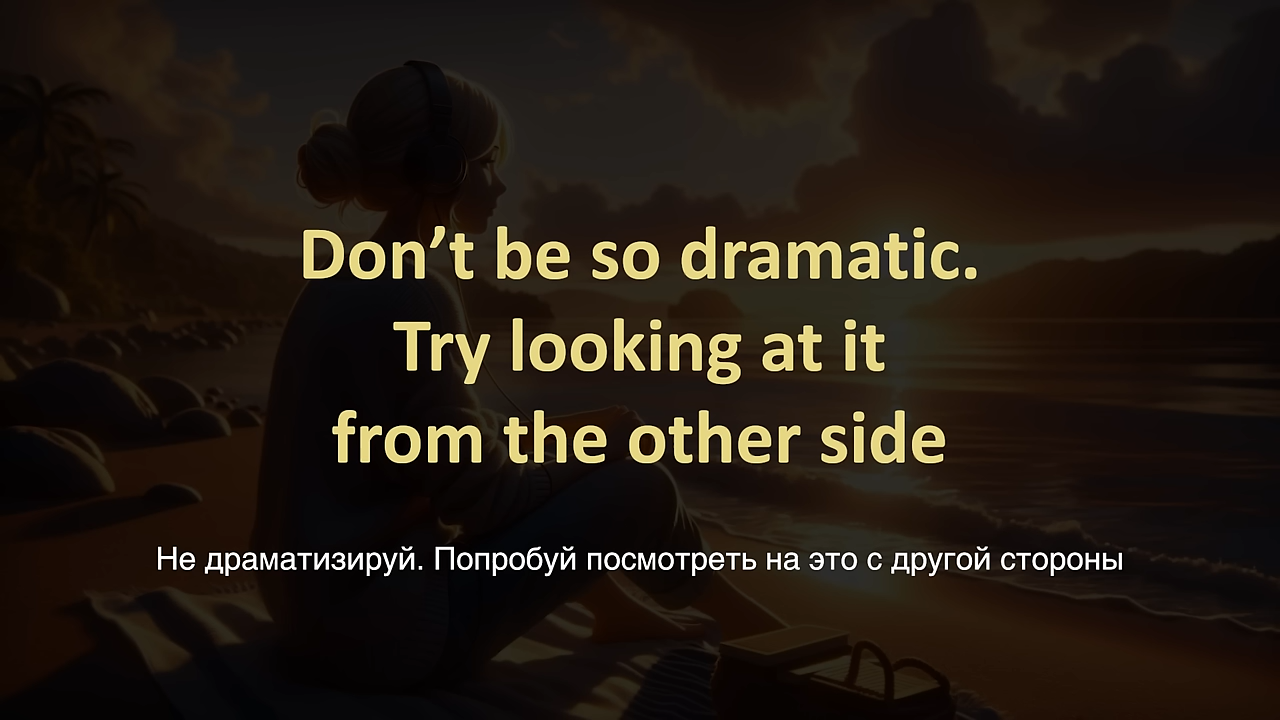 Don’t be so dramatic.
Try looking at it
from the other side
Не драматизируй. Попробуй посмотреть на это с другой стороны